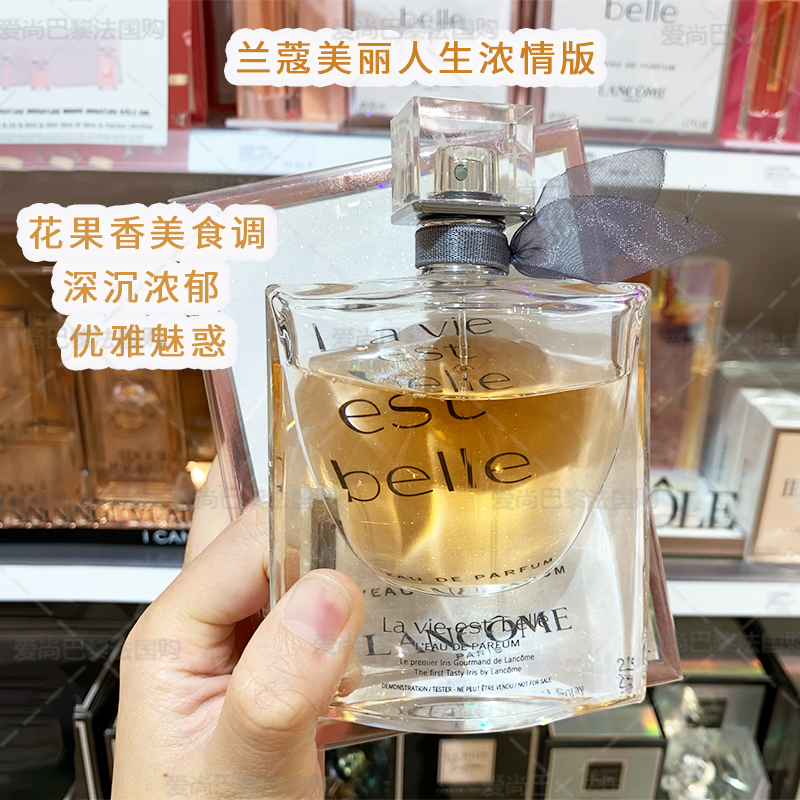 兰蔻美丽人生浓情版
花果香美食调
深沉浓郁
优雅魅惑
belle
LANCÔME
belle
La vie
est
belle
est
belle
L'EAU DE PARFUM
La vie est belle
LANCÔME
PARIS
L'EAU DE PARFUM
Le premier Iris Gourmand de Lancôme
The first Tasty Iris by Lancôme
DEMONSTRATION / TESTER - NE PEUT ÊTRE VENDU / NOT FOR SALE
ÔLE
爱尚巴黎法国购